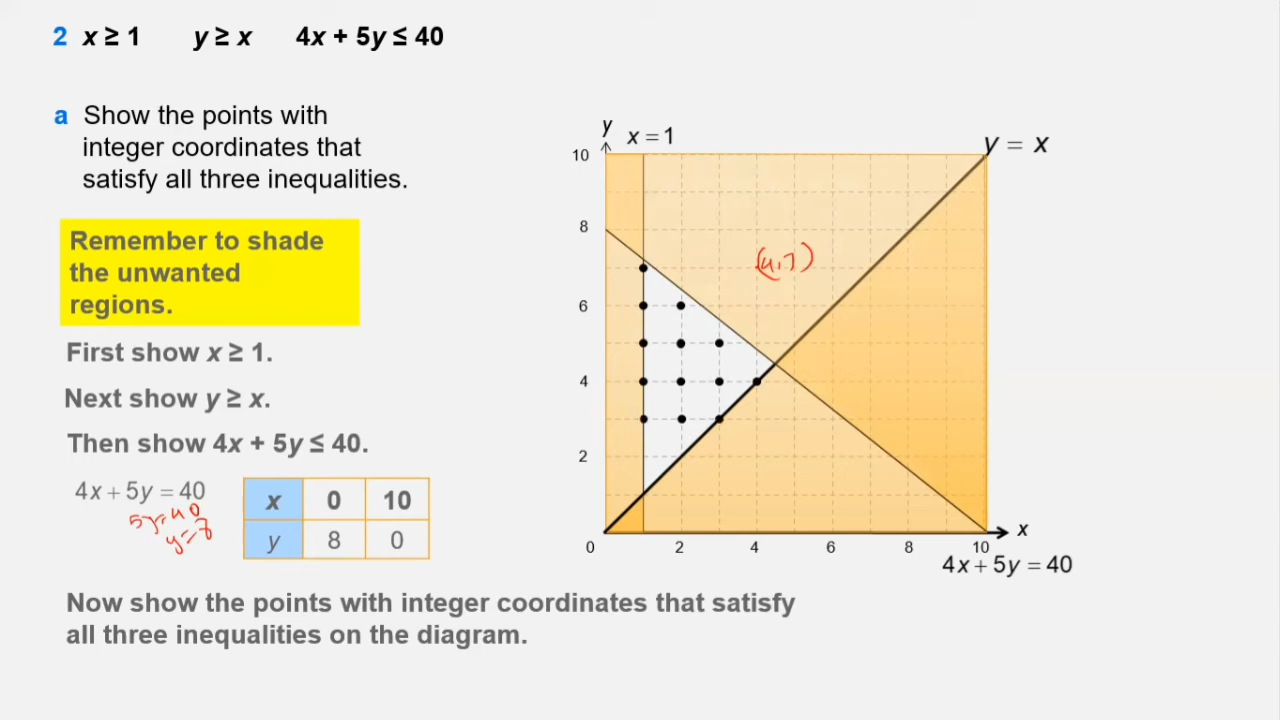 2 x ≥ 1 y ≥ x 4x + 5y ≤ 40
a Show the points with
integer coordinates that
satisfy all three inequalities.
Remember to shade
the unwanted
regions.
First show x ≥ 1.
Next show y ≥ x.
Then show 4x + 5y ≤ 40.
4x + 5y = 40
5y = 40
y = 8
x 0 10
y 8 0
Now show the points with integer coordinates that satisfy
all three inequalities on the diagram.
y x = 1
y = x
10
8
6
4
2
0 2 4 6 8 10 x
4x + 5y = 40
(4,7)